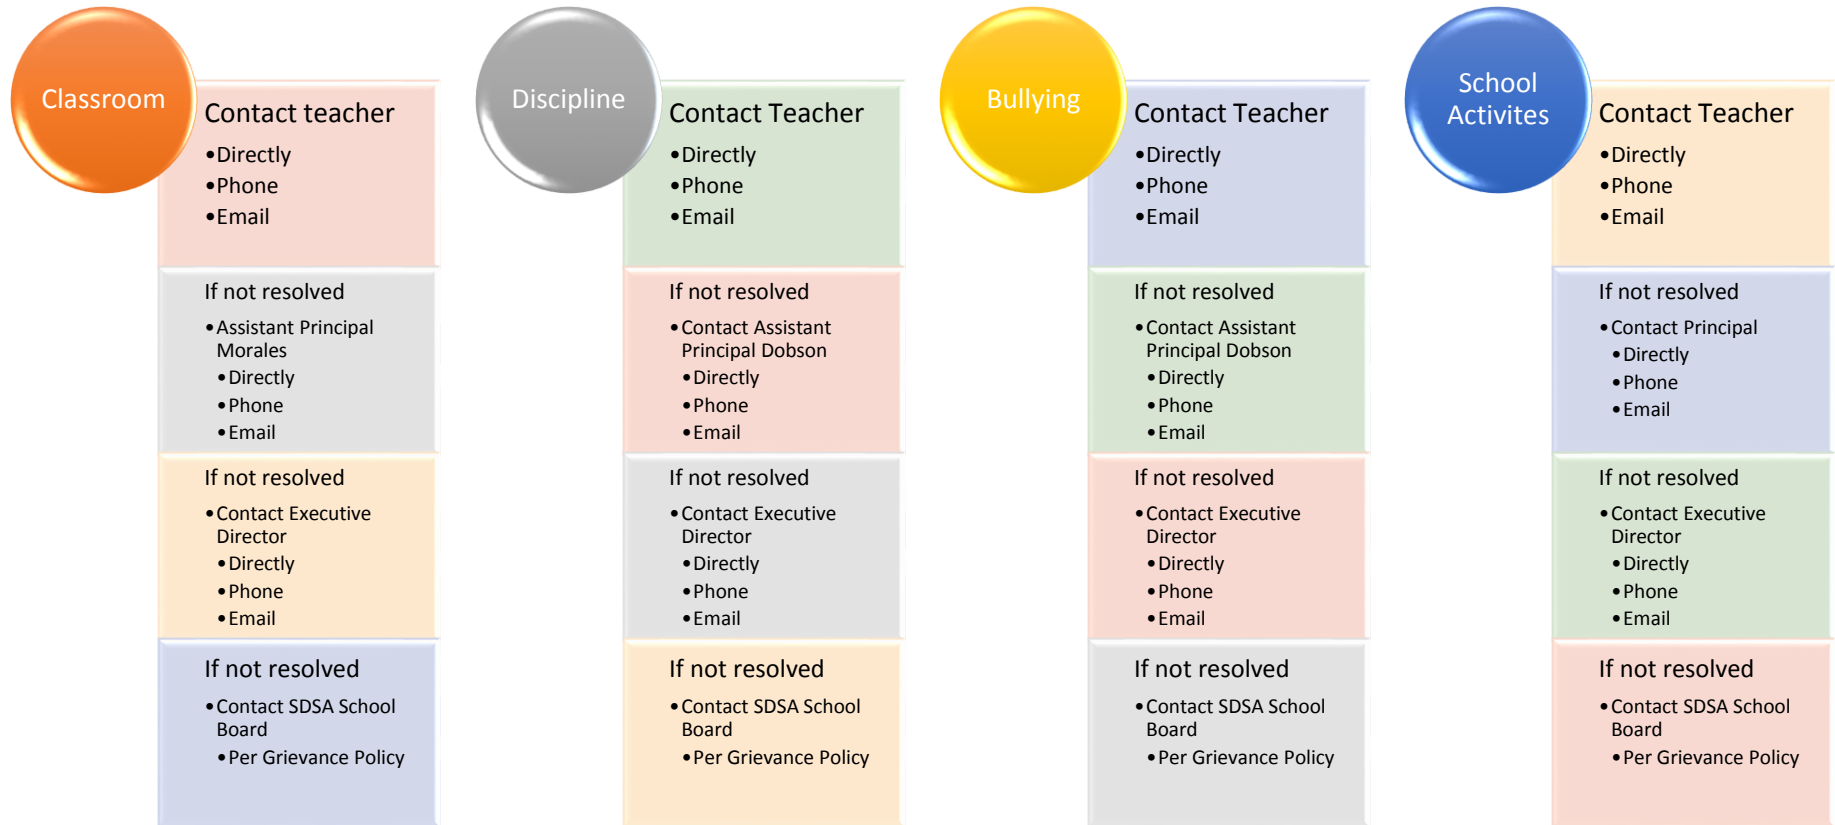 Classroom
Contact teacher
•Directly
•Phone
•Email
If not resolved
•Assistant Principal
Morales
•Directly
•Phone
•Email
If not resolved
•Contact Executive
Director
•Directly
•Phone
•Email
If not resolved
•Contact SDSA School
Board
•Per Grievance Policy
Discipline
Contact Teacher
•Directly
•Phone
•Email
If not resolved
•Contact Assistant
Principal Dobson
•Directly
•Phone
•Email
If not resolved
•Contact Executive
Director
•Directly
•Phone
•Email
If not resolved
•Contact SDSA School
Board
•Per Grievance Policy
Bullying
Contact Teacher
•Directly
•Phone
•Email
If not resolved
•Contact Assistant
Principal Dobson
•Directly
•Phone
•Email
If not resolved
•Contact Executive
Director
•Directly
•Phone
•Email
If not resolved
•Contact SDSA School
Board
•Per Grievance Policy
School
Activites
Contact Teacher
•Directly
•Phone
•Email
If not resolved
•Contact Principal
•Directly
•Phone
•Email
If not resolved
•Contact Executive
Director
•Directly
•Phone
•Email
If not resolved
•Contact SDSA School
Board
•Per Grievance Policy